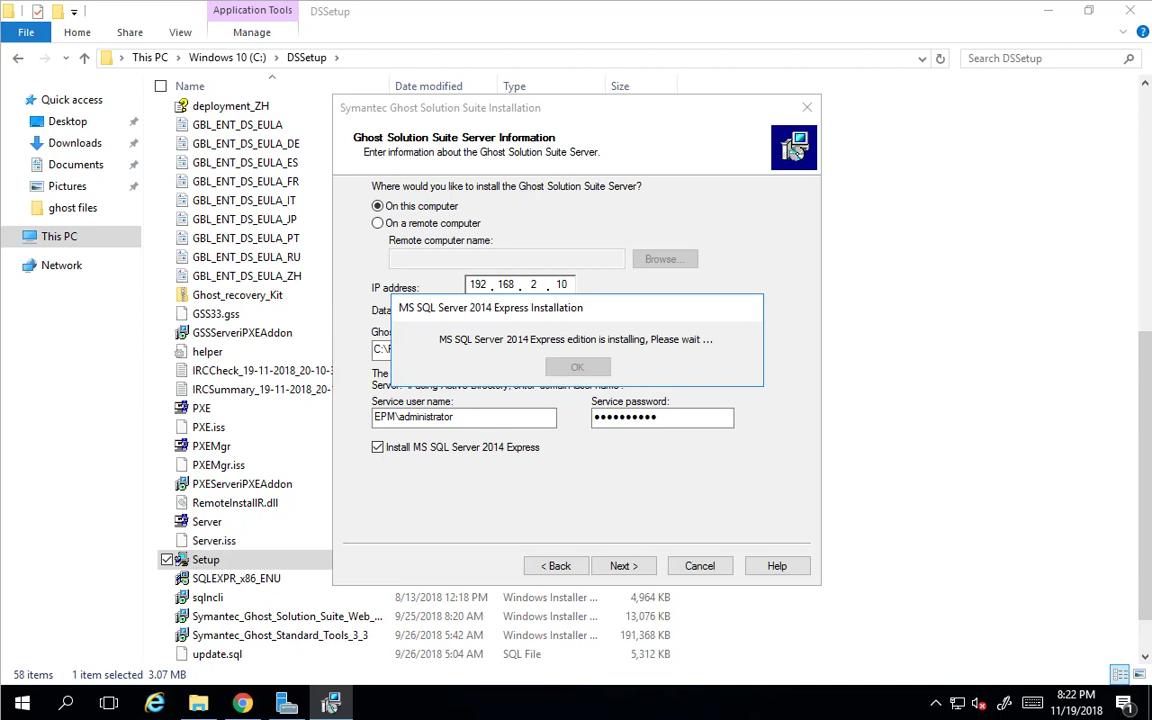 Application Tools
DSSetup
File
Home
Share
View
Manage
This PC
Windows 10 (C:)
DSSetup
Search DSSetup
Name
Date modified
Type
Size
Quick access
Desktop
Downloads
Documents
Pictures
ghost files
This PC
Network
deployment_ZH
GBL_ENT_DS_EULA
GBL_ENT_DS_EULA_DE
GBL_ENT_DS_EULA_ES
GBL_ENT_DS_EULA_FR
GBL_ENT_DS_EULA_IT
GBL_ENT_DS_EULA_JP
GBL_ENT_DS_EULA_PT
GBL_ENT_DS_EULA_RU
GBL_ENT_DS_EULA_ZH
Ghost_recovery_Kit
GSS33.gss
GSSServeriPXEAddon
helper
IRCCheck_19-11-2018_20-
IRCSummary_19-11-2018_20-1
PXE
PXE.iss
PXEMgr
PXEMgr.iss
PXEServeriPXEAddon
RemoteInstallR.dll
Server
Server.iss
Setup
SQLEXPR_x86_ENU
sqlncli 8/13/2018 12:18 PM Windows Installer ... 4,964 KB
Symantec_Ghost_Solution_Suite_Web_... 9/25/2018 8:20 AM Windows Installer ... 13,076 KB
Symantec_Ghost_Standard_Tools_3_3 9/26/2018 5:42 AM Windows Installer ... 191,368 KB
update.sql 9/26/2018 5:04 AM SQL File 5,312 KB
Symantec Ghost Solution Suite Installation
Ghost Solution Suite Server Information
Enter information about the Ghost Solution Suite Server.
Where would you like to install the Ghost Solution Suite Server?
On this computer
On a remote computer
Remote computer name:
Browse...
IP address:
192 . 168 . 2 . 10
Data
Ghos
C:\P
The
MS SQL Server 2014 Express Installation
MS SQL Server 2014 Express edition is installing, Please wait ...
OK
Service user name:
Service password:
EPM\administrator
Install MS SQL Server 2014 Express
< Back
Next >
Cancel
Help
58 items
1 item selected 3.07 MB
8:22 PM
11/19/2018
1